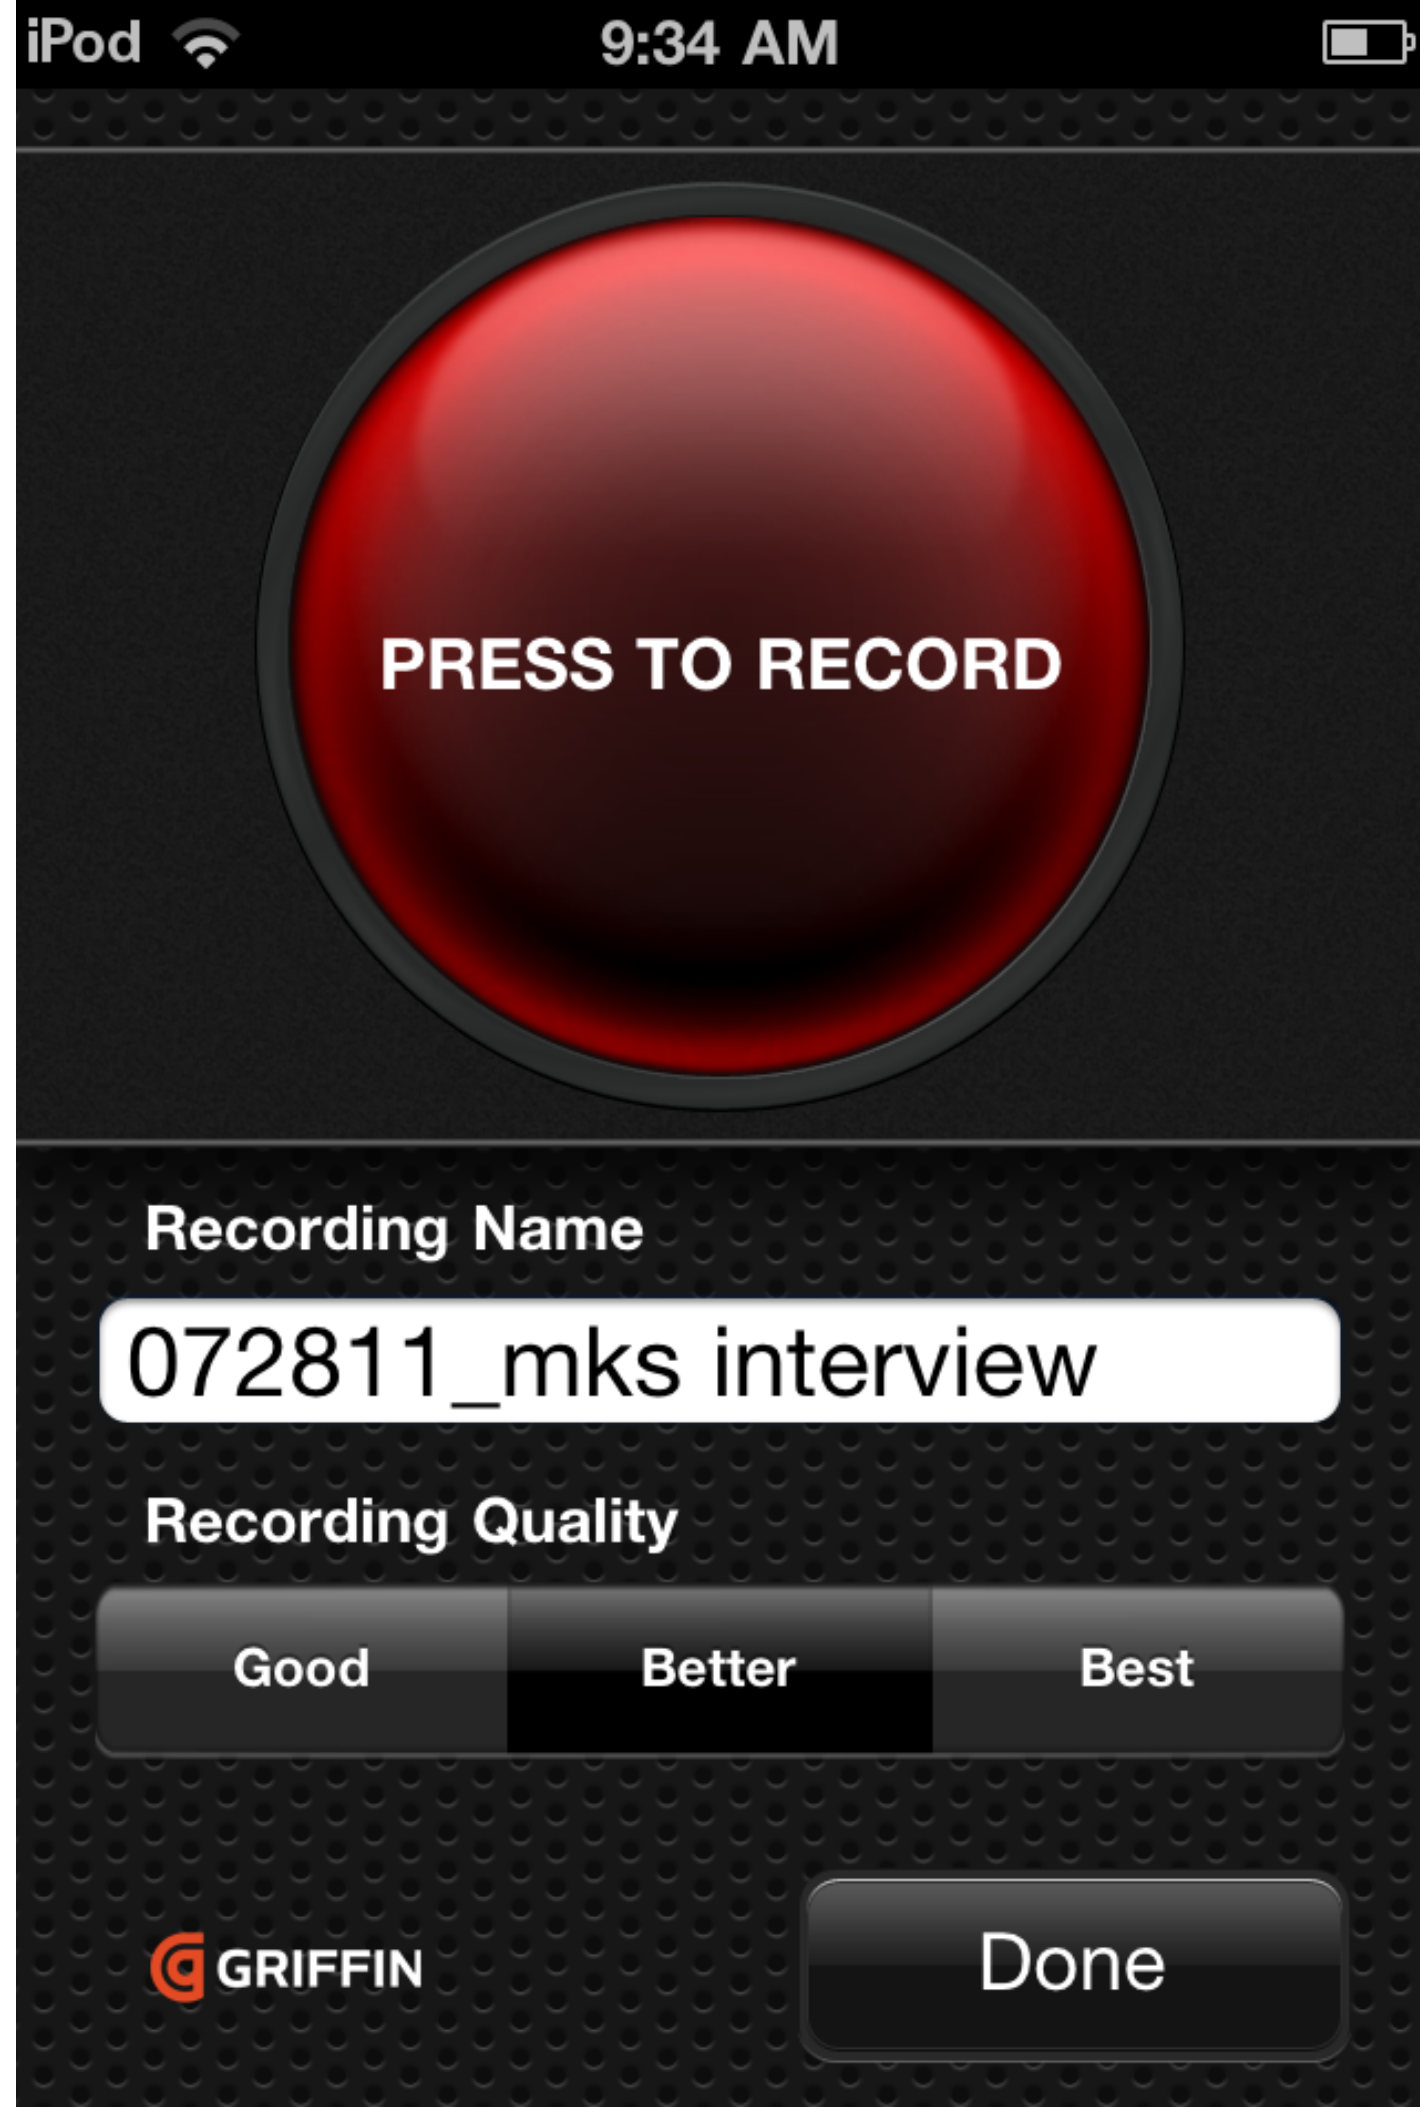 iPod 9:34 AM
PRESS TO RECORD
Recording Name
072811_mks interview
Recording Quality
Good Better Best
GRIFFIN Done